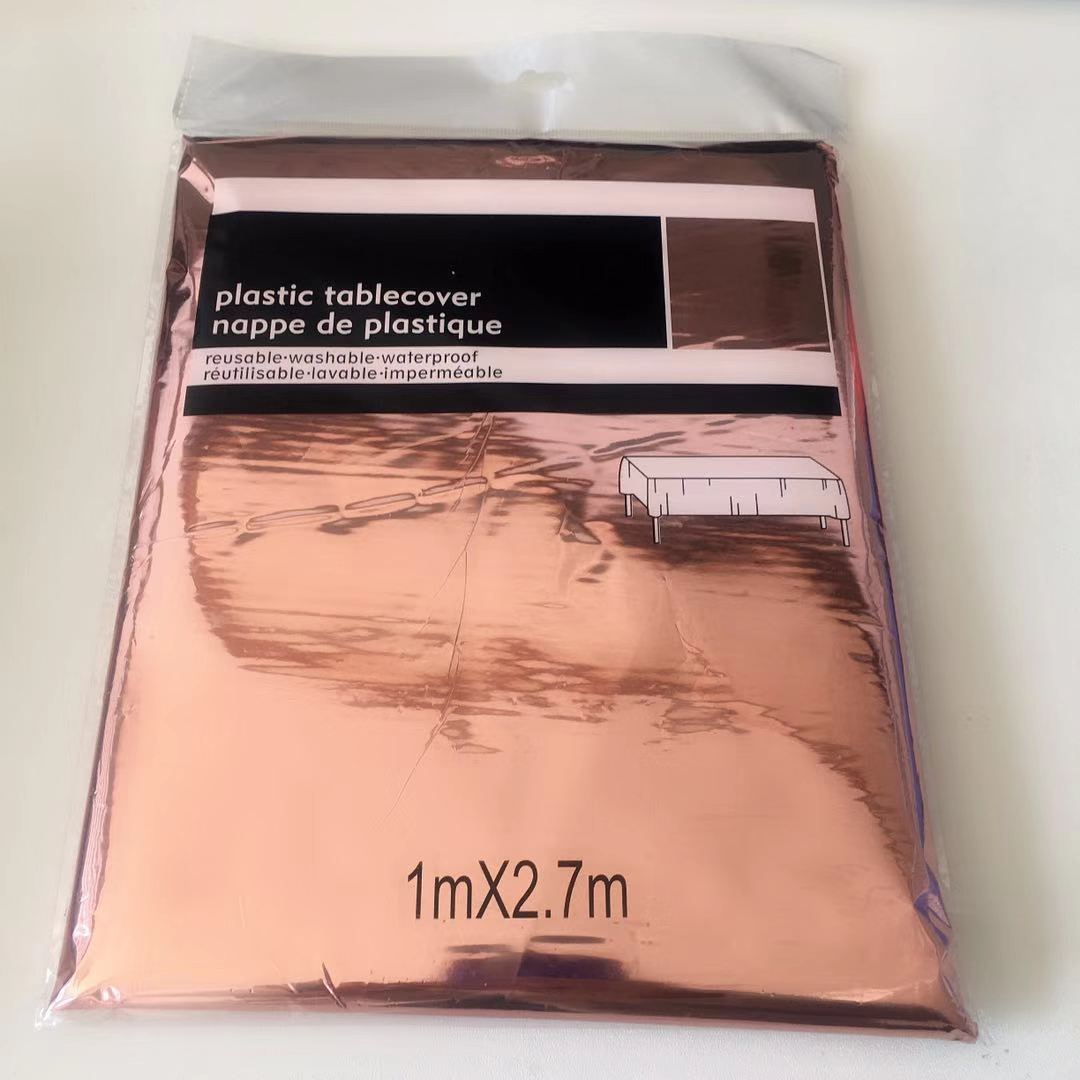 plastic tablecover
nappe de plastique
reusable·washable·waterproof
réutilisable·lavable·imperméable
1mX2.7m